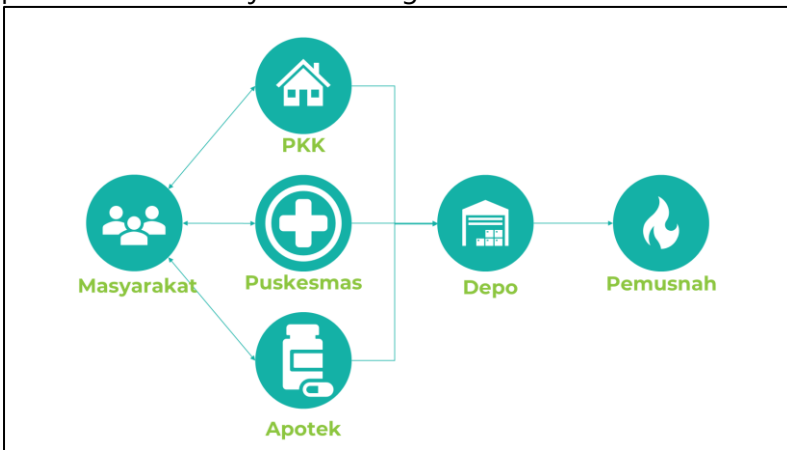 PKK
Masyarakat
Puskesmas
Depo
Pemusnah
Apotek